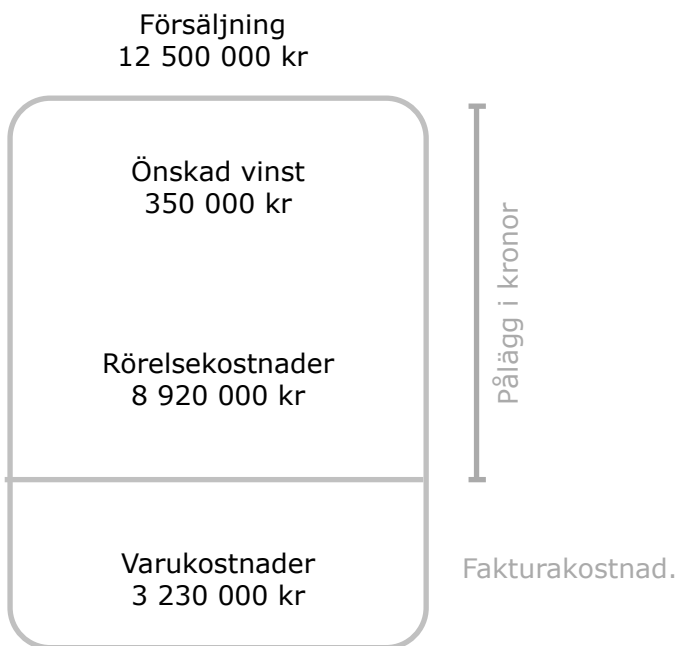 Försäljning
12 500 000 kr
Önskad vinst
350 000 kr
Pålägg i kronor
Rörelsekostnader
8 920 000 kr
Varukostnader
3 230 000 kr
Fakturakostnad.